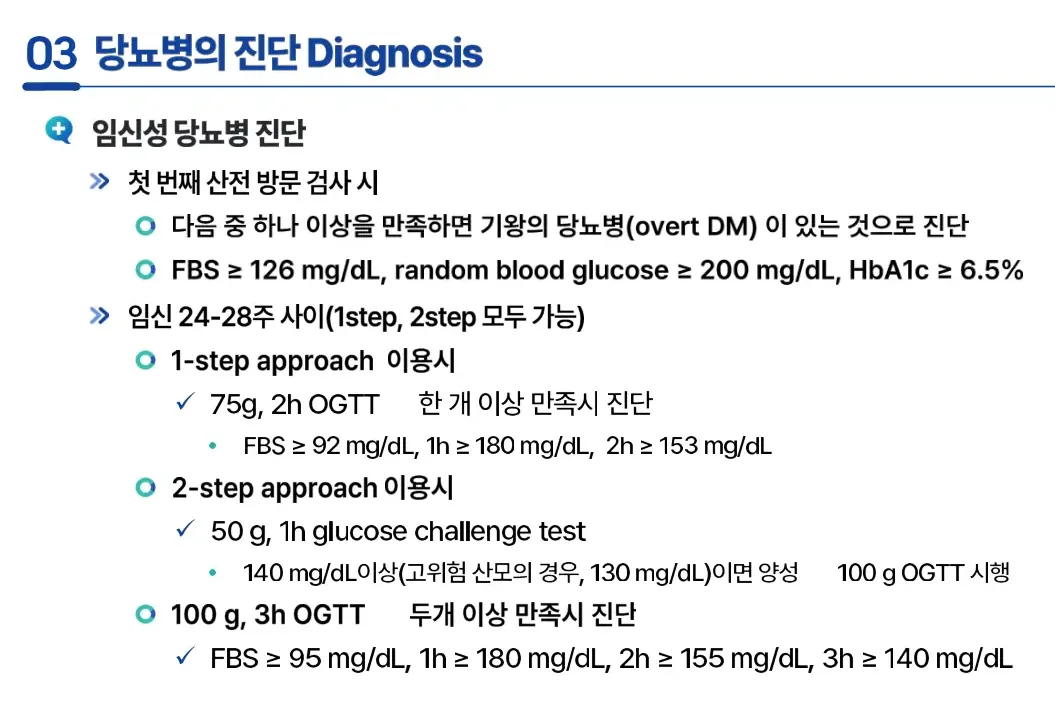 03 당뇨병의 진단 Diagnosis
임신성 당뇨병 진단
첫 번째 산전 방문 검사 시
다음 중 하나 이상을 만족하면 기왕의 당뇨병(overt DM) 이 있는 것으로 진단
FBS ≥ 126 mg/dL, random blood glucose ≥ 200 mg/dL, HbA1c ≥ 6.5%
임신 24-28주 사이(1step, 2step 모두 가능)
1-step approach 이용시
75g, 2h OGTT 한 개 이상 만족시 진단
FBS ≥ 92 mg/dL, 1h ≥ 180 mg/dL, 2h ≥ 153 mg/dL
2-step approach 이용시
50 g, 1h glucose challenge test
140 mg/dL이상(고위험 산모의 경우, 130 mg/dL)이면 양성 100 g OGTT 시행
100 g, 3h OGTT 두개 이상 만족시 진단
FBS ≥ 95 mg/dL, 1h ≥ 180 mg/dL, 2h ≥ 155 mg/dL, 3h ≥ 140 mg/dL